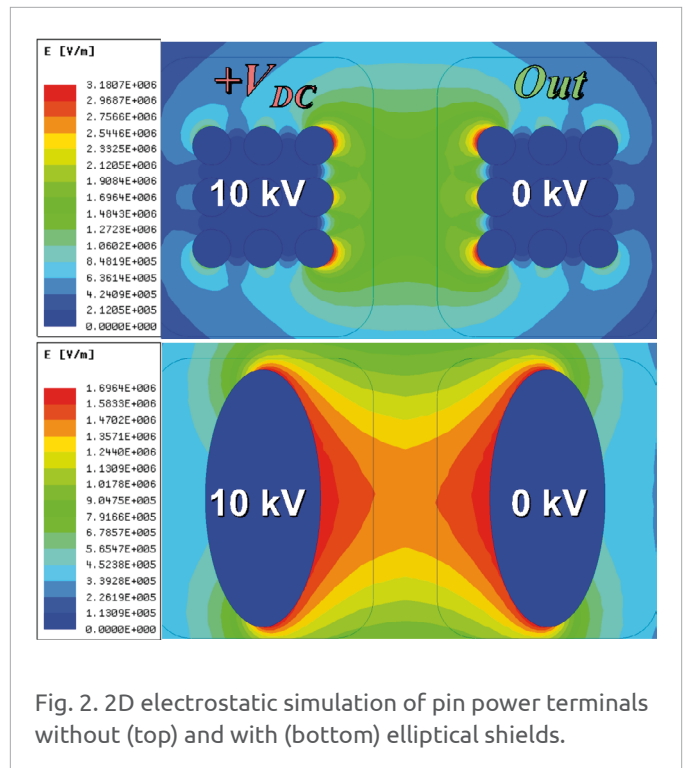 E [V/m]
3.1807E+006
2.9687E+006
2.7566E+006
2.5446E+006
2.3325E+006
2.1205E+006
1.9084E+006
1.6964E+006
1.4843E+006
1.2723E+006
1.0602E+006
8.4819E+005
6.3614E+005
4.2409E+005
2.1205E+005
0.0000E+000
+V DC
Out
10 kV
0 kV
E [V/m]
1.6964E+006
1.5833E+006
1.4702E+006
1.3571E+006
1.2440E+006
1.1309E+006
1.0178E+006
9.0475E+005
7.9166E+005
6.7857E+005
5.6547E+005
4.5238E+005
3.3928E+005
2.2619E+005
1.1309E+005
0.0000E+000
10 kV
0 kV
Fig. 2. 2D electrostatic simulation of pin power terminals
without (top) and with (bottom) elliptical shields.